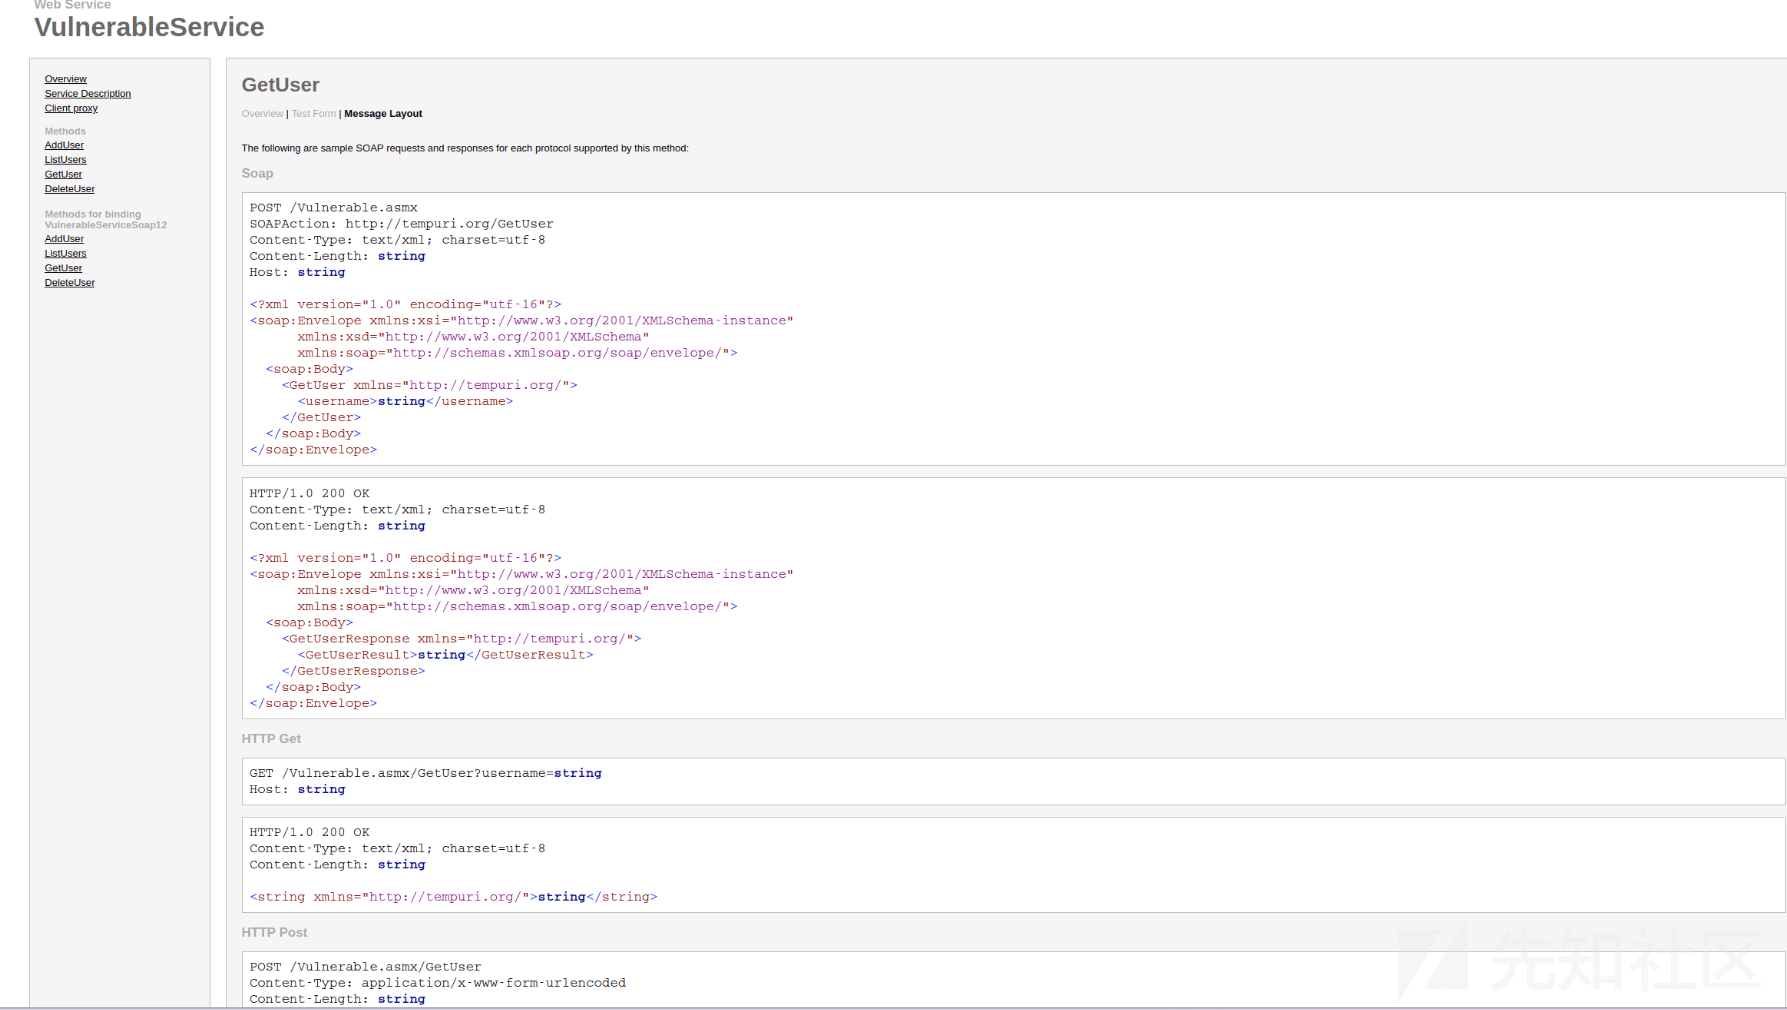 Web Service
VulnerableService
Overview
Service Description
Client proxy
Methods
AddUser
ListUsers
GetUser
DeleteUser
Methods for binding
VulnerableServiceSoap12
AddUser
ListUsers
GetUser
DeleteUser
GetUser
Overview | Test Form | Message Layout
The following are sample SOAP requests and responses for each protocol supported by this method:
Soap
POST /Vulnerable.asmx
SOAPAction: http://tempuri.org/GetUser
Content-Type: text/xml; charset=utf-8
Content-Length: string
Host: string
<?xml version="1.0" encoding="utf-16"?>
<soap:Envelope xmlns:xsi="http://www.w3.org/2001/XMLSchema-instance"
xmlns:xsd="http://www.w3.org/2001/XMLSchema"
xmlns:soap="http://schemas.xmlsoap.org/soap/envelope/">
<soap:Body>
<GetUser xmlns="http://tempuri.org/">
<username>string</username>
</GetUser>
</soap:Body>
</soap:Envelope>
HTTP/1.0 200 OK
Content-Type: text/xml; charset=utf-8
Content-Length: string
<?xml version="1.0" encoding="utf-16"?>
<soap:Envelope xmlns:xsi="http://www.w3.org/2001/XMLSchema-instance"
xmlns:xsd="http://www.w3.org/2001/XMLSchema"
xmlns:soap="http://schemas.xmlsoap.org/soap/envelope/">
<soap:Body>
<GetUserResponse xmlns="http://tempuri.org/">
<GetUserResult>string</GetUserResult>
</GetUserResponse>
</soap:Body>
</soap:Envelope>
HTTP Get
GET /Vulnerable.asmx/GetUser?username=string
Host: string
HTTP/1.0 200 OK
Content-Type: text/xml; charset=utf-8
Content-Length: string
<string xmlns="http://tempuri.org/">string</string>
HTTP Post
POST /Vulnerable.asmx/GetUser
Content-Type: application/x-www-form-urlencoded
Content-Length: string
先知社区